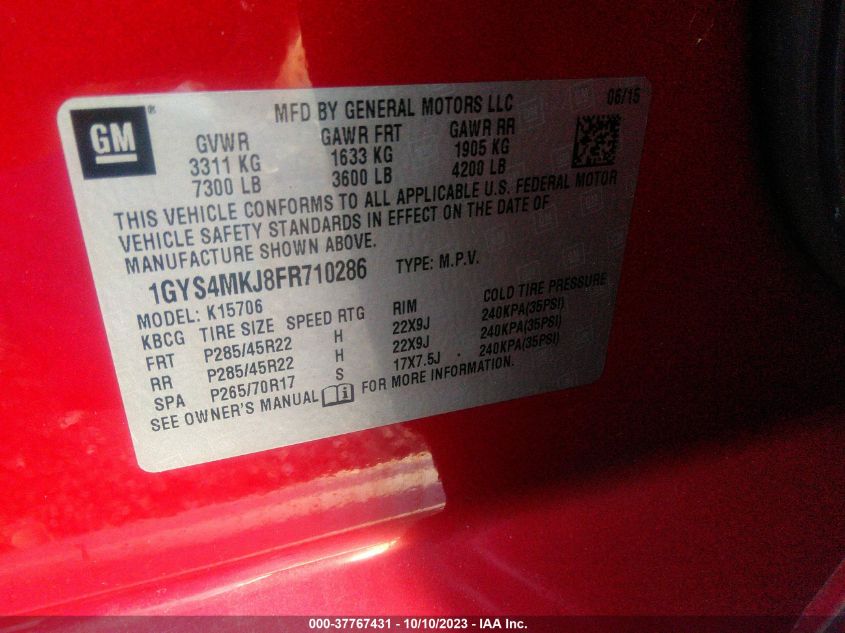 GM®
MFD BY GENERAL MOTORS LLC 06/15
GVWR GAWR FRT GAWR RR
3311 KG 1633 KG 1905 KG
7300 LB 3600 LB 4200 LB
THIS VEHICLE CONFORMS TO ALL APPLICABLE U.S. FEDERAL MOTOR
VEHICLE SAFETY STANDARDS IN EFFECT ON THE DATE OF
MANUFACTURE SHOWN ABOVE.
1GYS4MKJ8FR710286 TYPE: M.P.V.
MODEL: K15706
KBCG TIRE SIZE SPEED RTG RIM COLD TIRE PRESSURE
FRT P285/45R22 H 22X9J 240KPA(35PSI)
RR P285/45R22 H 22X9J 240KPA(35PSI)
SPA P265/70R17 S 17X7.5J 240KPA(35PSI)
SEE OWNER'S MANUAL FOR MORE INFORMATION.
000-37767431 - 10/10/2023 - IAA Inc.